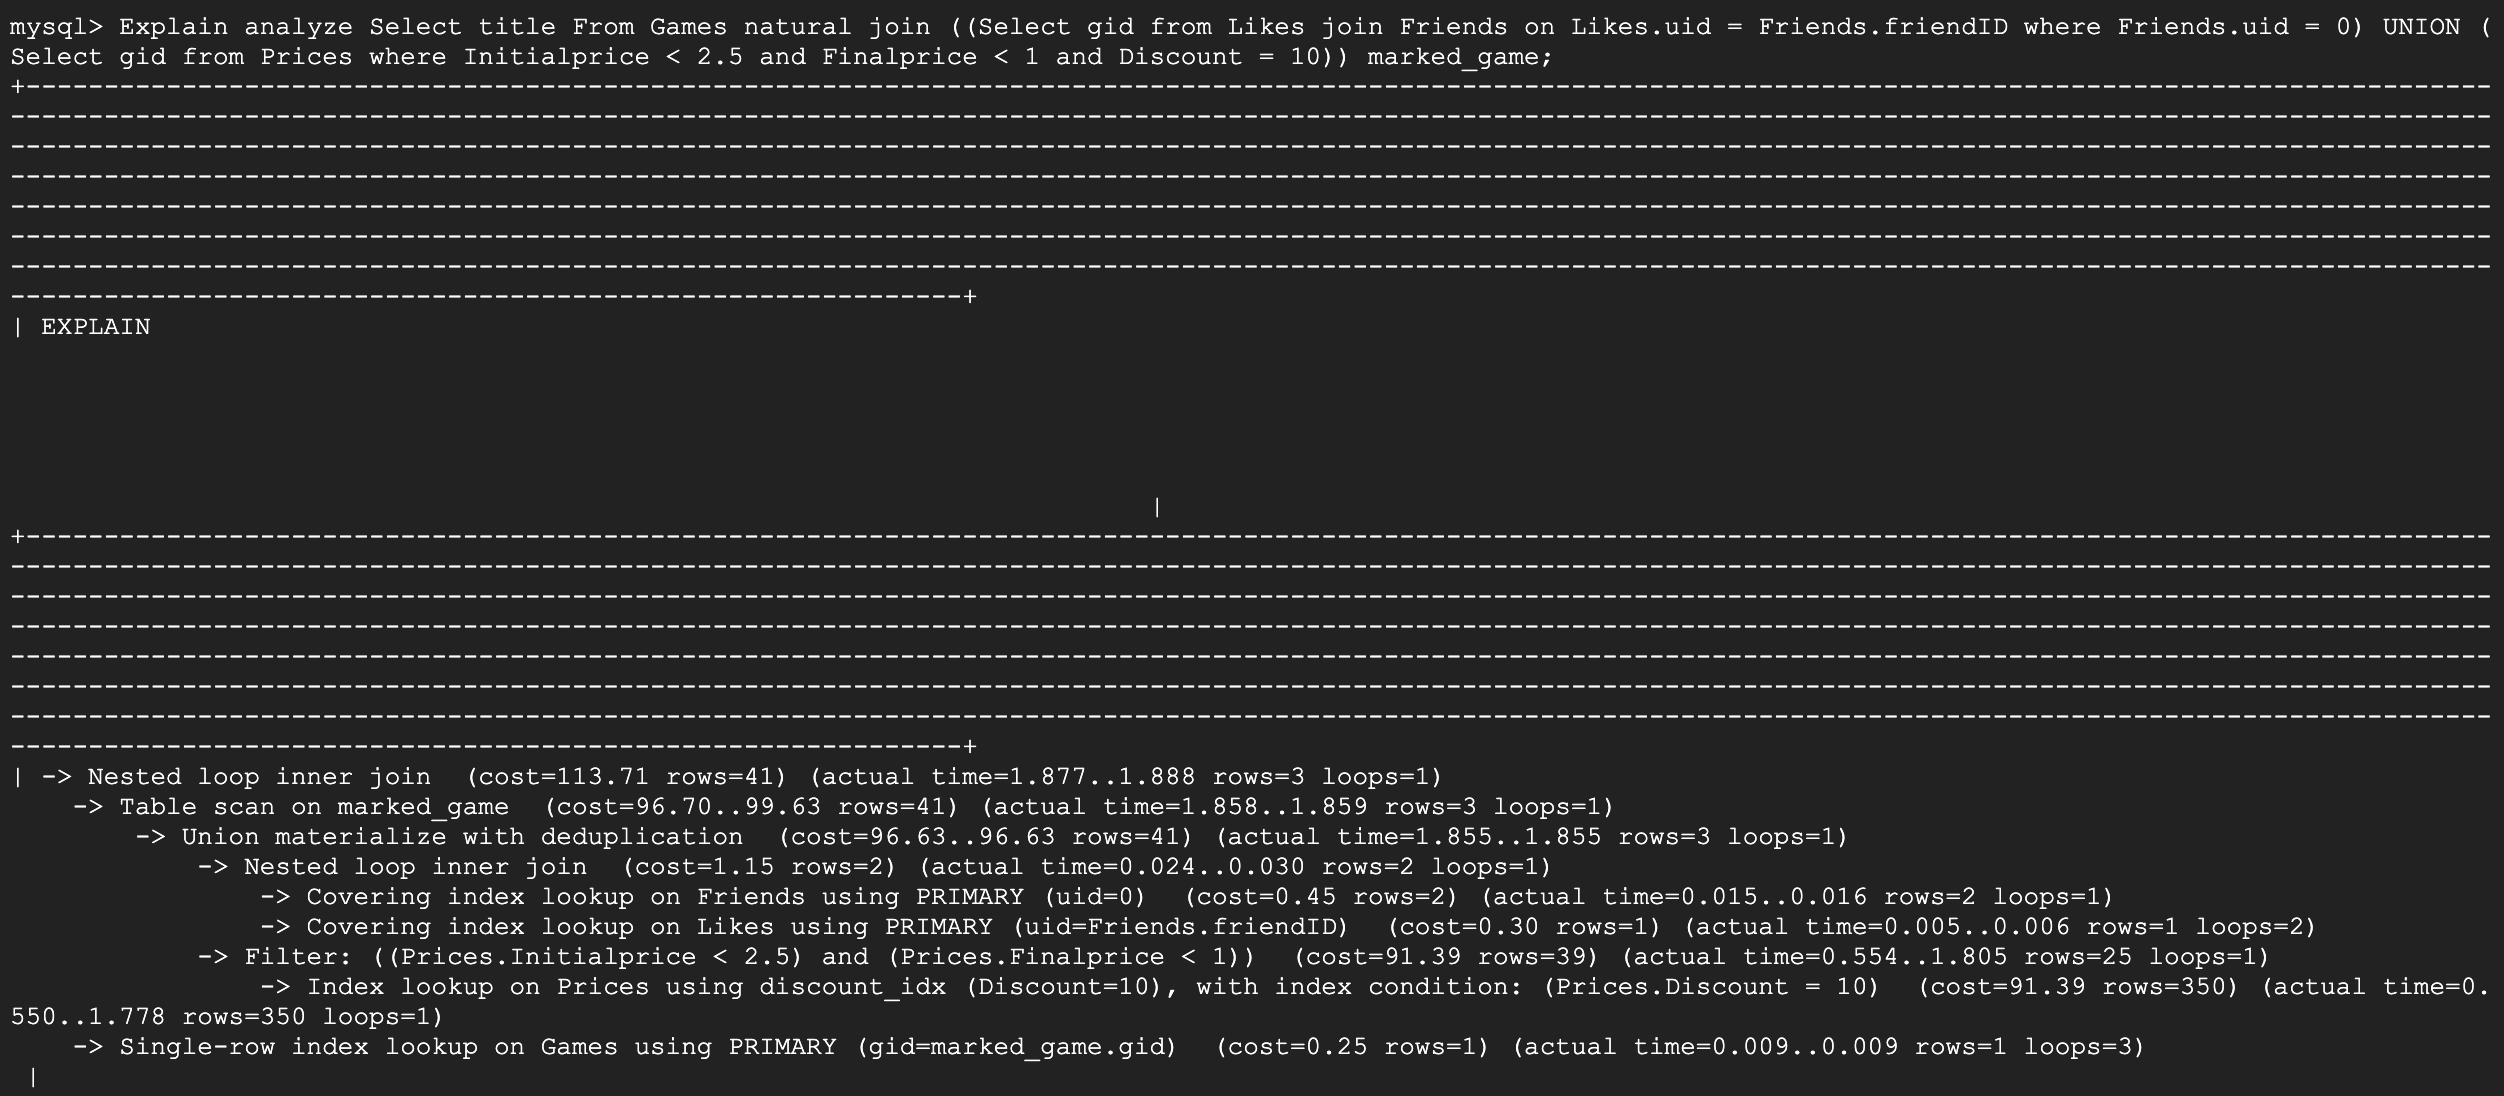 mysql> Explain analyze Select title From Games natural join ((Select gid from Likes join Friends on Likes.uid = Friends.friendID where Friends.uid = 0) UNION (
Select gid from Prices where Initialprice < 2.5 and Finalprice < 1 and Discount = 10)) marked_game;
| EXPLAIN
|
| -> Nested loop inner join  (cost=113.71 rows=41) (actual time=1.877..1.888 rows=3 loops=1)
    -> Table scan on marked_game  (cost=96.70..99.63 rows=41) (actual time=1.858..1.859 rows=3 loops=1)
        -> Union materialize with deduplication  (cost=96.63..96.63 rows=41) (actual time=1.855..1.855 rows=3 loops=1)
            -> Nested loop inner join  (cost=1.15 rows=2) (actual time=0.024..0.030 rows=2 loops=1)
                -> Covering index lookup on Friends using PRIMARY (uid=0)  (cost=0.45 rows=2) (actual time=0.015..0.016 rows=2 loops=1)
                -> Covering index lookup on Likes using PRIMARY (uid=Friends.friendID)  (cost=0.30 rows=1) (actual time=0.005..0.006 rows=1 loops=2)
            -> Filter: ((Prices.Initialprice < 2.5) and (Prices.Finalprice < 1))  (cost=91.39 rows=39) (actual time=0.554..1.805 rows=25 loops=1)
                -> Index lookup on Prices using discount_idx (Discount=10), with index condition: (Prices.Discount = 10)  (cost=91.39 rows=350) (actual time=0.
550..1.778 rows=350 loops=1)
    -> Single-row index lookup on Games using PRIMARY (gid=marked_game.gid)  (cost=0.25 rows=1) (actual time=0.009..0.009 rows=1 loops=3)
 |